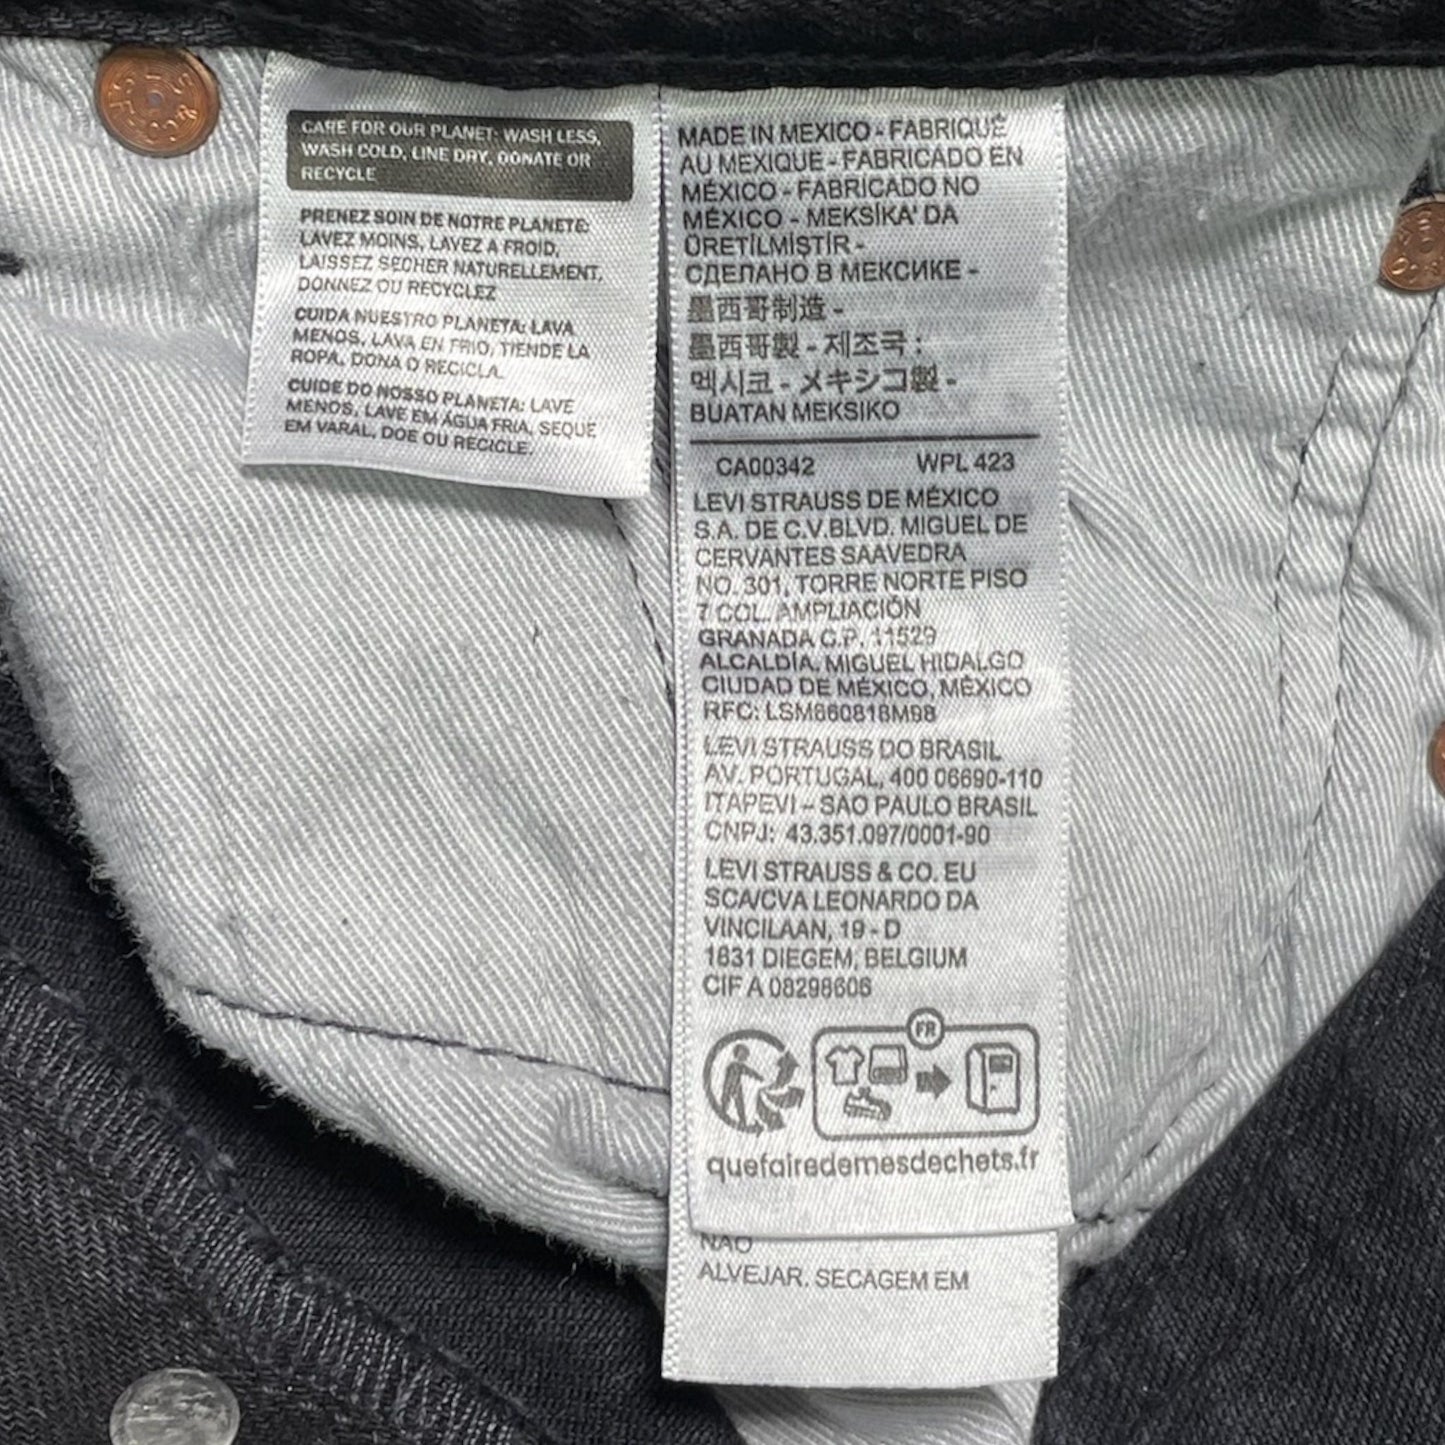 CARE FOR OUR PLANET: WASH LESS,
WASH COLD, LINE DRY, DONATE OR
RECYCLE
PRENEZ SOIN DE NOTRE PLANETE:
LAVEZ MOINS, LAVEZ A FROID,
LAISSEZ SECHER NATURELLEMENT,
DONNEZ OU RECYCLEZ
CUIDA NUESTRO PLANETA: LAVA
MENOS, LAVA EN FRIO, TIENDE LA
ROPA, DONA O RECICLA.
CUIDE DO NOSSO PLANETA: LAVE
MENOS, LAVE EM ÁGUA FRIA, SEQUE
EM VARAL, DOE OU RECICLE.
MADE IN MEXICO - FABRIQUÉ
AU MEXIQUE - FABRICADO EN
MÉXICO - FABRICADO NO
MÉXICO - MEKSİKA' DA
ÜRETİLMİŞTİR -
СДЕЛАНО В МЕКСИКЕ -
墨西哥制造 -
墨西哥製 - 제조국 :
멕시코 - メキシコ製 -
BUATAN MEKSIKO
CA00342 WPL 423
LEVI STRAUSS DE MÉXICO
S.A. DE C.V.BLVD. MIGUEL DE
CERVANTES SAAVEDRA
NO. 301, TORRE NORTE PISO
7 COL. AMPLIACIÓN
GRANADA C.P. 11529
ALCALDÍA. MIGUEL HIDALGO
CIUDAD DE MÉXICO, MÉXICO
RFC: LSM860818M98
LEVI STRAUSS DO BRASIL
AV. PORTUGAL, 400 06690-110
ITAPEVI – SAO PAULO BRASIL
CNPJ: 43.351.097/0001-90
LEVI STRAUSS & CO. EU
SCA/CVA LEONARDO DA
VINCILAAN, 19 - D
1831 DIEGEM, BELGIUM
CIF A 08298606
FR
quefairedemesdechets.fr
NAO
ALVEJAR. SECAGEM EM